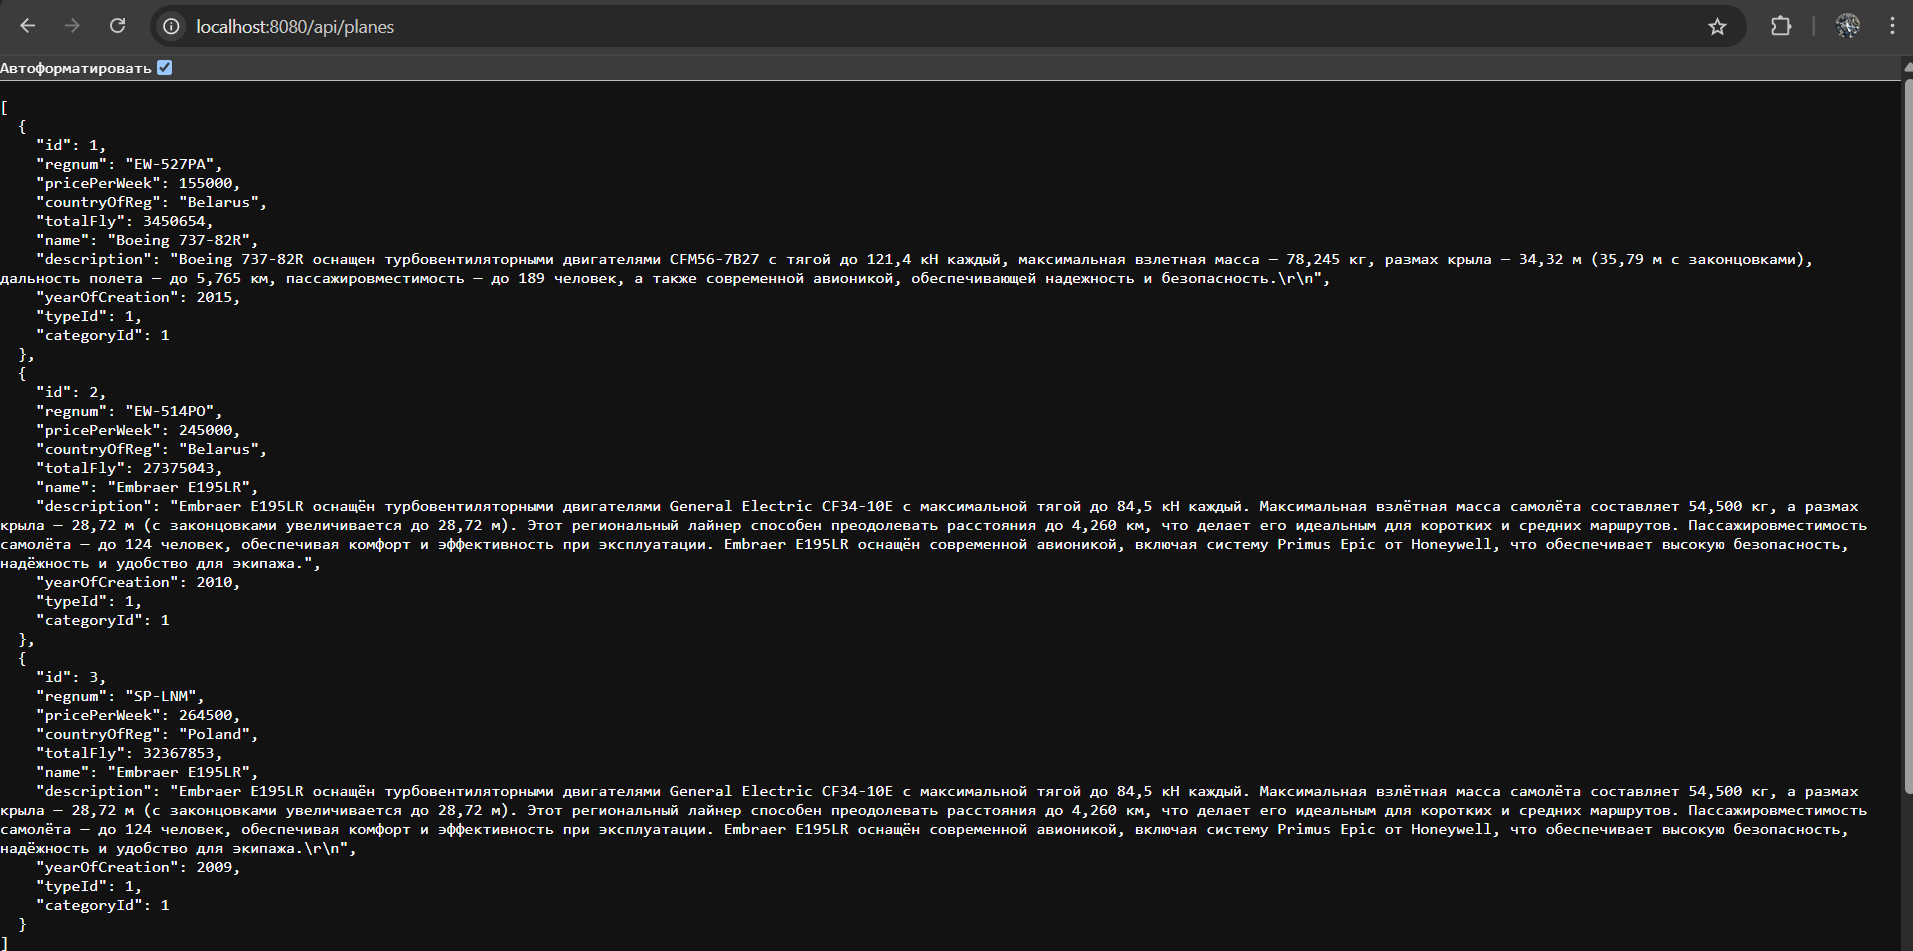 localhost:8080/api/planes
Автоформатировать
[
  {
    "id": 1,
    "regnum": "EW-527PA",
    "pricePerWeek": 155000,
    "countryOfReg": "Belarus",
    "totalFly": 3450654,
    "name": "Boeing 737-82R",
    "description": "Boeing 737-82R оснащен турбовентиляторными двигателями CFM56-7B27 с тягой до 121,4 кН каждый, максимальная взлетная масса — 78,245 кг, размах крыла — 34,32 м (35,79 м с законцовками),
дальность полета — до 5,765 км, пассажировместимость — до 189 человек, а также современной авионикой, обеспечивающей надежность и безопасность.\r\n",
    "yearOfCreation": 2015,
    "typeId": 1,
    "categoryId": 1
  },
  {
    "id": 2,
    "regnum": "EW-514PO",
    "pricePerWeek": 245000,
    "countryOfReg": "Belarus",
    "totalFly": 27375043,
    "name": "Embraer E195LR",
    "description": "Embraer E195LR оснащён турбовентиляторными двигателями General Electric CF34-10E с максимальной тягой до 84,5 кН каждый. Максимальная взлётная масса самолёта составляет 54,500 кг, а размах
крыла — 28,72 м (с законцовками увеличивается до 28,72 м). Этот региональный лайнер способен преодолевать расстояния до 4,260 км, что делает его идеальным для коротких и средних маршрутов. Пассажировместимость
самолёта — до 124 человек, обеспечивая комфорт и эффективность при эксплуатации. Embraer E195LR оснащён современной авионикой, включая систему Primus Epic от Honeywell, что обеспечивает высокую безопасность,
надёжность и удобство для экипажа.",
    "yearOfCreation": 2010,
    "typeId": 1,
    "categoryId": 1
  },
  {
    "id": 3,
    "regnum": "SP-LNM",
    "pricePerWeek": 264500,
    "countryOfReg": "Poland",
    "totalFly": 32367853,
    "name": "Embraer E195LR",
    "description": "Embraer E195LR оснащён турбовентиляторными двигателями General Electric CF34-10E с максимальной тягой до 84,5 кН каждый. Максимальная взлётная масса самолёта составляет 54,500 кг, а размах
крыла — 28,72 м (с законцовками увеличивается до 28,72 м). Этот региональный лайнер способен преодолевать расстояния до 4,260 км, что делает его идеальным для коротких и средних маршрутов. Пассажировместимость
самолёта — до 124 человек, обеспечивая комфорт и эффективность при эксплуатации. Embraer E195LR оснащён современной авионикой, включая систему Primus Epic от Honeywell, что обеспечивает высокую безопасность,
надёжность и удобство для экипажа.\r\n",
    "yearOfCreation": 2009,
    "typeId": 1,
    "categoryId": 1
  }
]